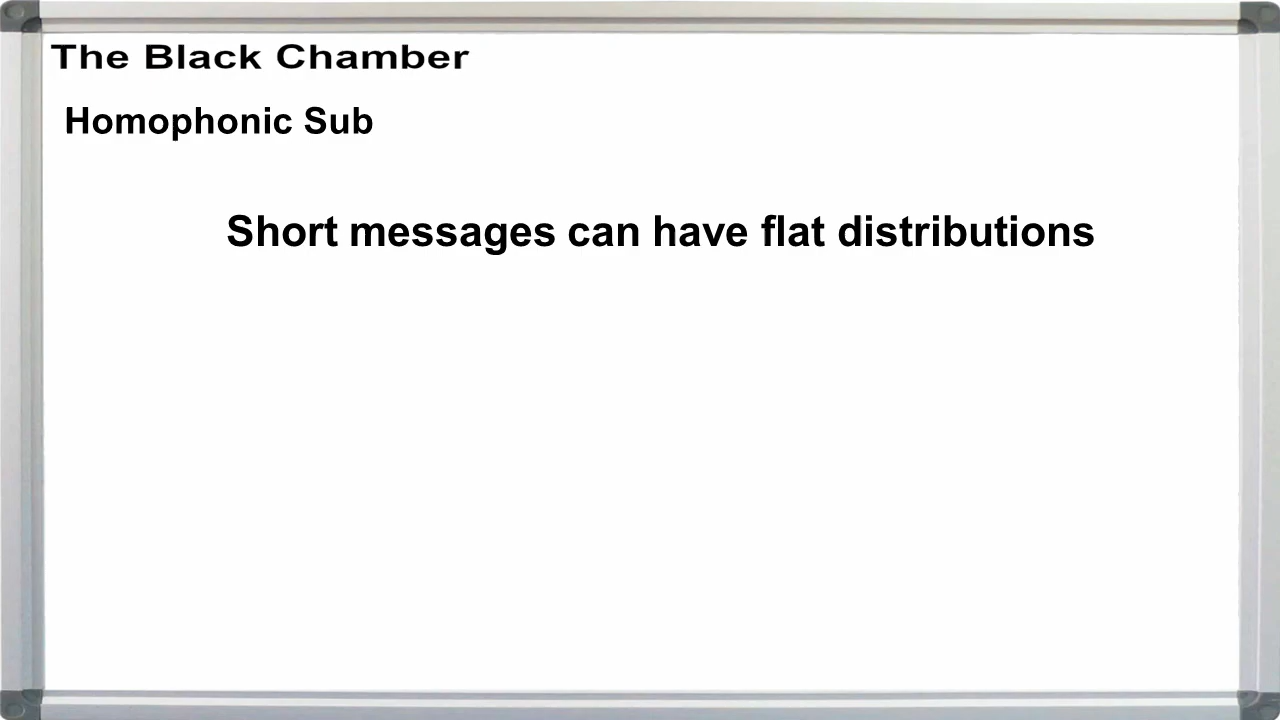 The Black Chamber
Homophonic Sub
Short messages can have flat distributions